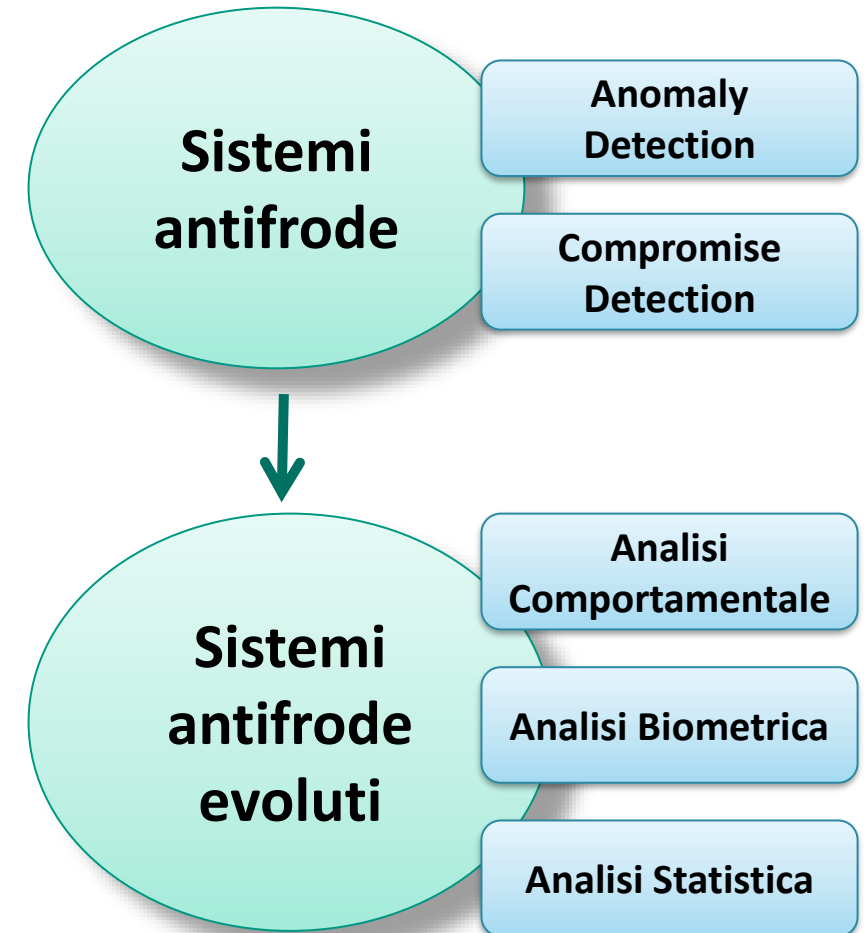 Sistemi
antifrode
Anomaly
Detection
Compromise
Detection
Sistemi
antifrode
evoluti
Analisi
Comportamentale
Analisi Biometrica
Analisi Statistica